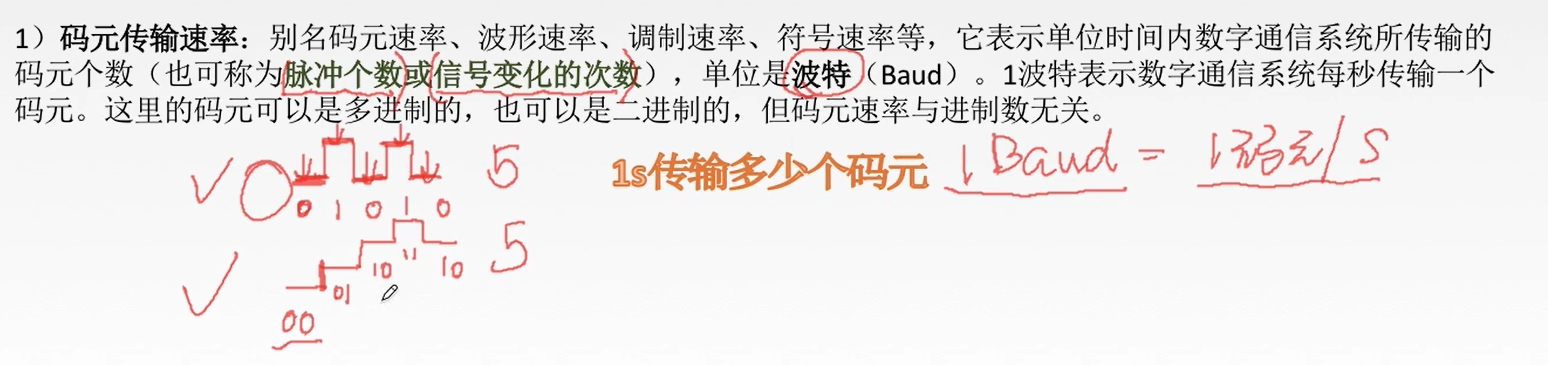 1）码元传输速率：别名码元速率、波形速率、调制速率、符号速率等，它表示单位时间内数字通信系统所传输的
码元个数（也可称为脉冲个数或信号变化的次数），单位是波特（Baud）。1波特表示数字通信系统每秒传输一个
码元。这里的码元可以是多进制的，也可以是二进制的，但码元速率与进制数无关。
1s传输多少个码元
1 Baud = 1码元/S
5
0 1 0 1 0
5
00 01 10 11 10